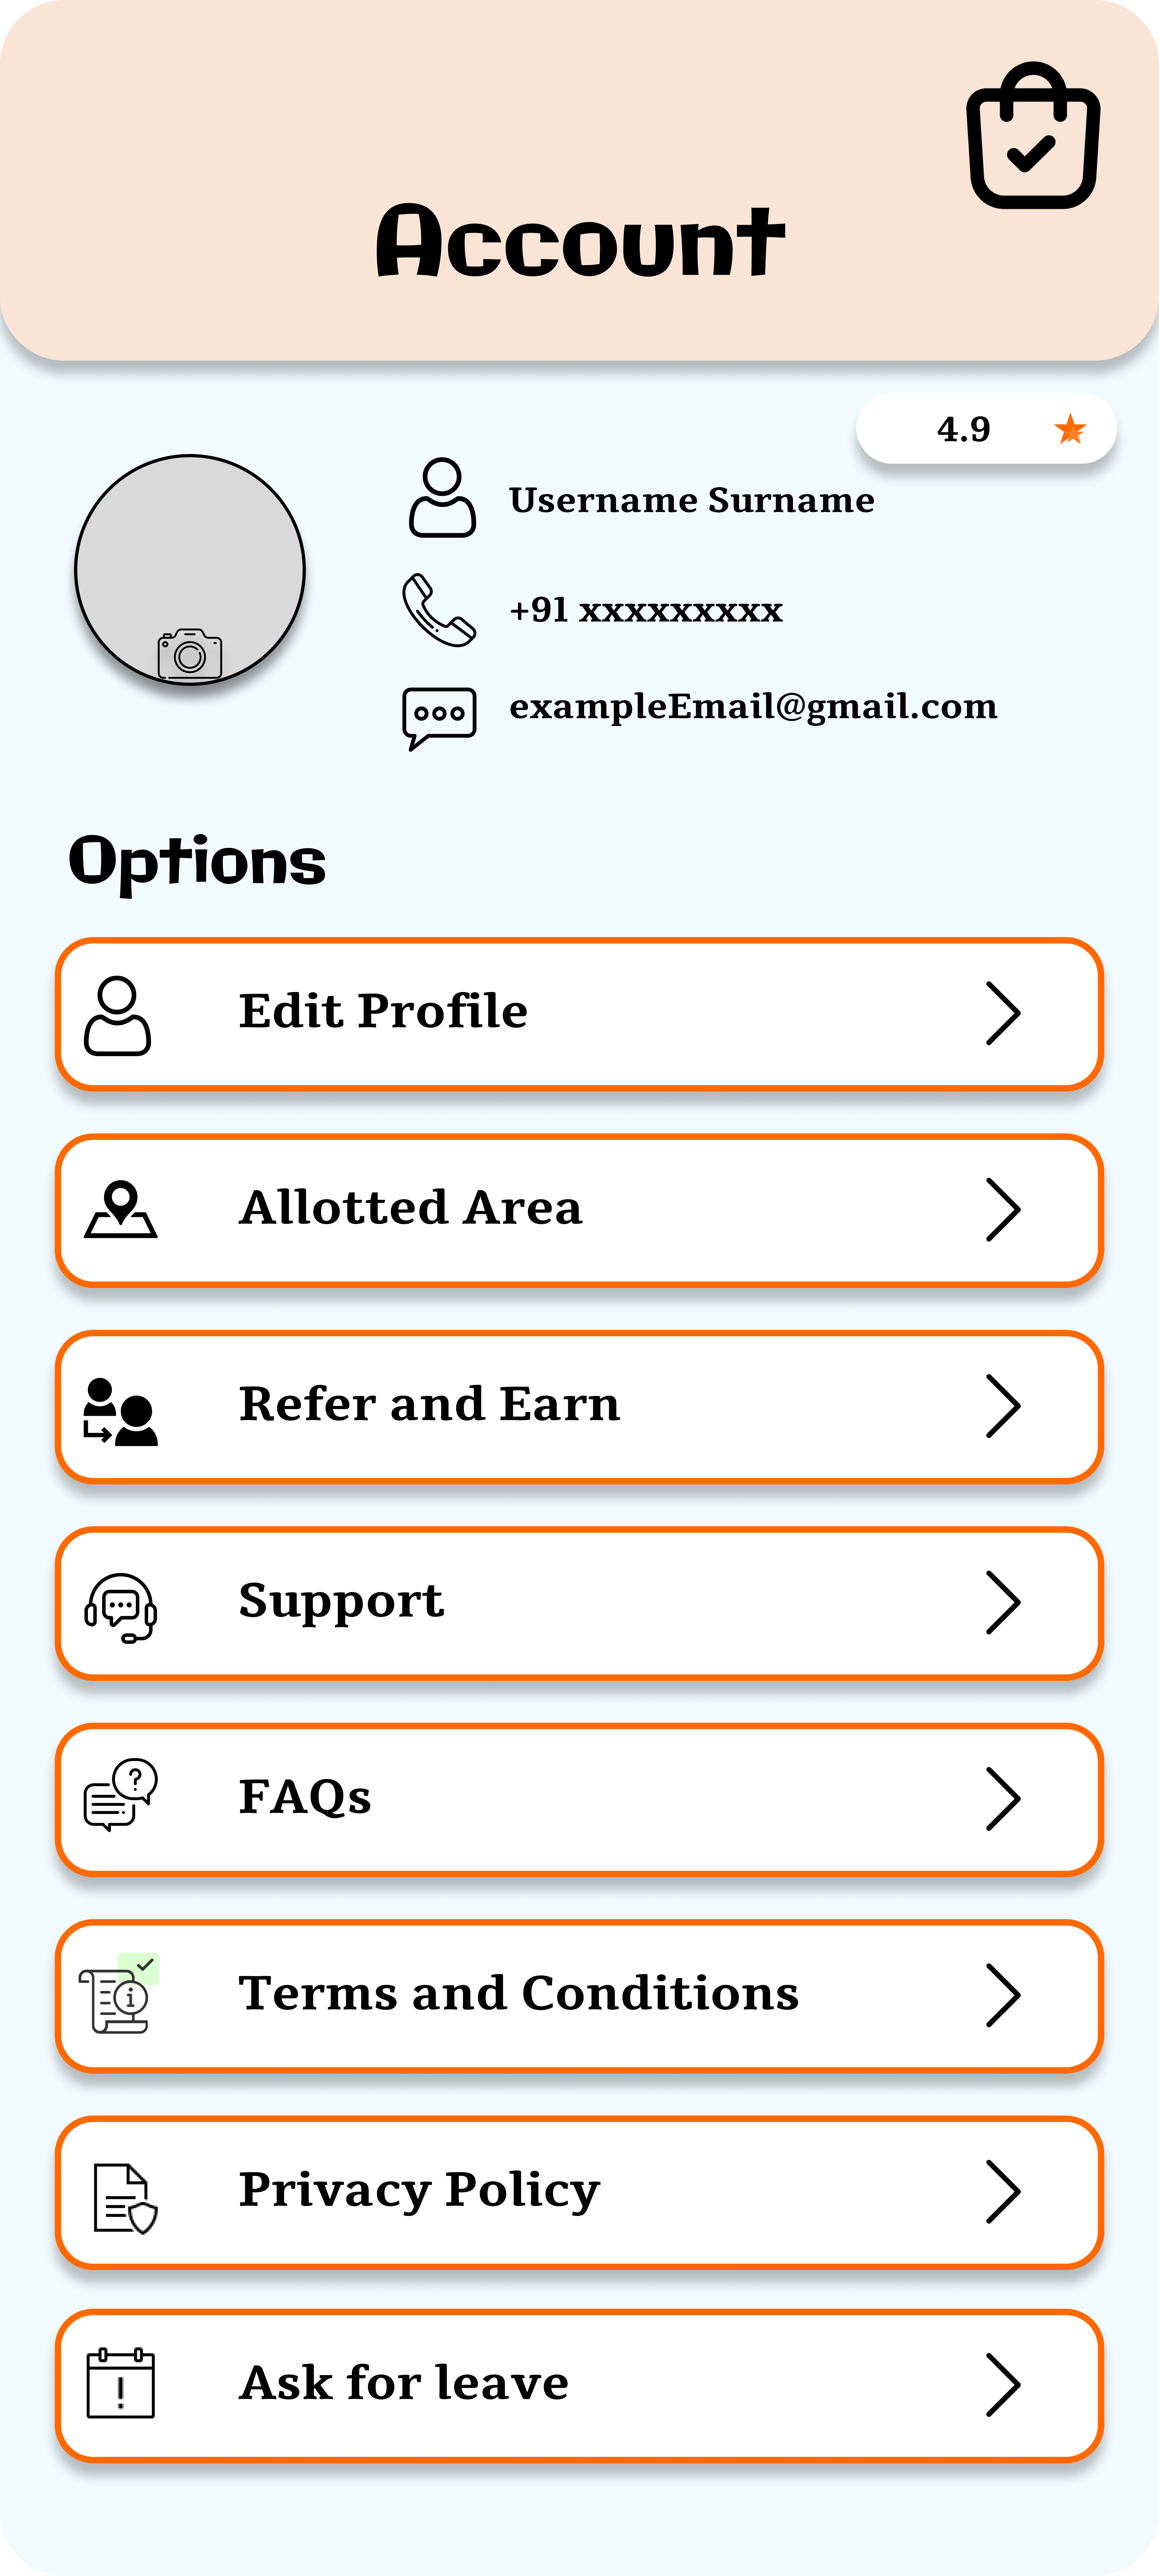 Account
4.9
Username Surname
+91 xxxxxxxxx
exampleEmail@gmail.com
Options
Edit Profile
Allotted Area
Refer and Earn
Support
FAQs
Terms and Conditions
Privacy Policy
Ask for leave